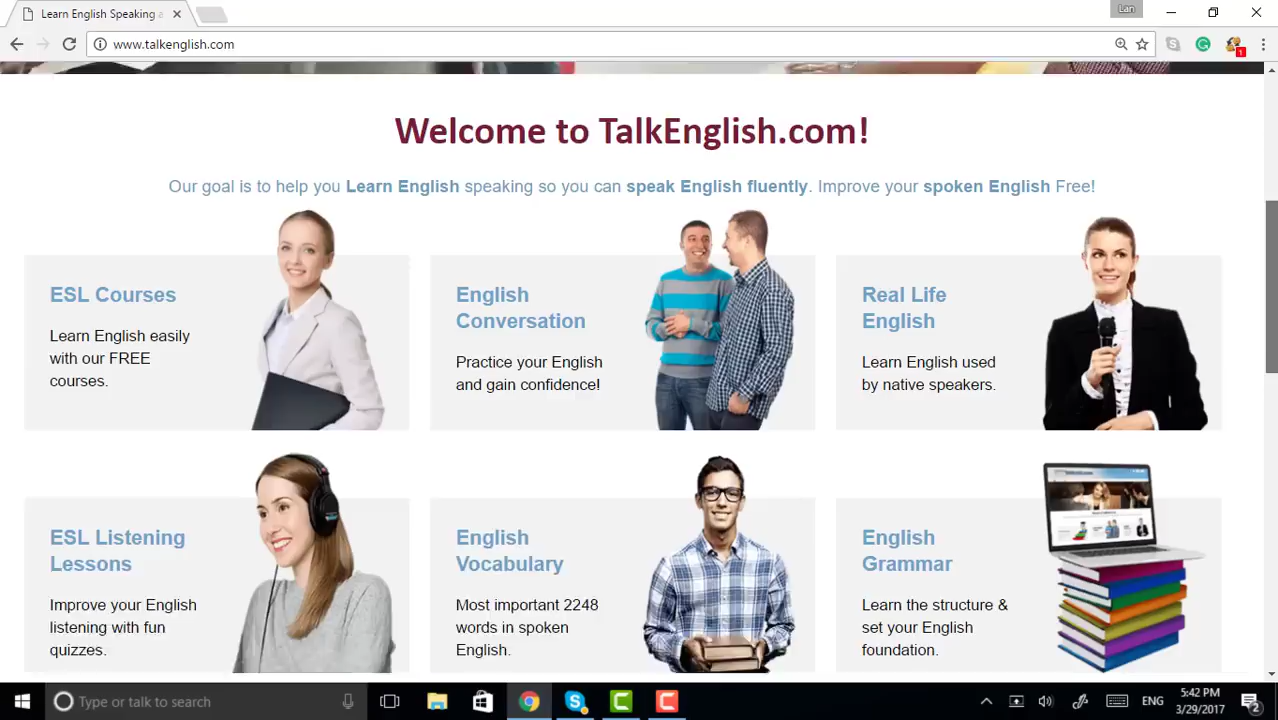 Learn English Speaking a
Lan
www.talkenglish.com
1
Welcome to TalkEnglish.com!
Our goal is to help you Learn English speaking so you can speak English fluently. Improve your spoken English Free!
ESL Courses
Learn English easily
with our FREE
courses.
English
Conversation
Practice your English
and gain confidence!
Real Life
English
Learn English used
by native speakers.
ESL Listening
Lessons
Improve your English
listening with fun
quizzes.
English
Vocabulary
Most important 2248
words in spoken
English.
English
Grammar
Learn the structure &
set your English
foundation.
Type or talk to search
ENG
5:42 PM
3/29/2017
2